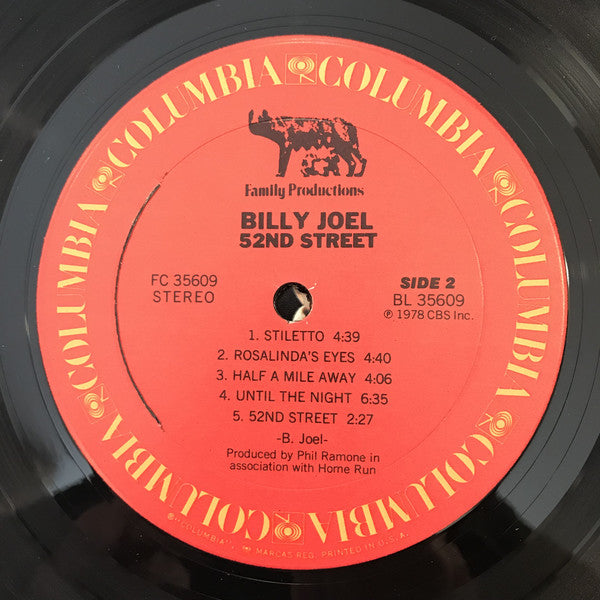 COLUMBIA COLUMBIA COLUMBIA COLUMBIA COLUMBIA COLUMBIA
Family Productions
BILLY JOEL
52ND STREET
FC 35609
STEREO
SIDE 2
BL 35609
℗ 1978 CBS Inc.
1. STILETTO 4:39
2. ROSALINDA'S EYES 4:40
3. HALF A MILE AWAY 4:06
4. UNTIL THE NIGHT 6:35
5. 52ND STREET 2:27
-B. Joel-
Produced by Phil Ramone in
association with Home Run
"COLUMBIA", MARCAS REG. PRINTED IN U.S.A.